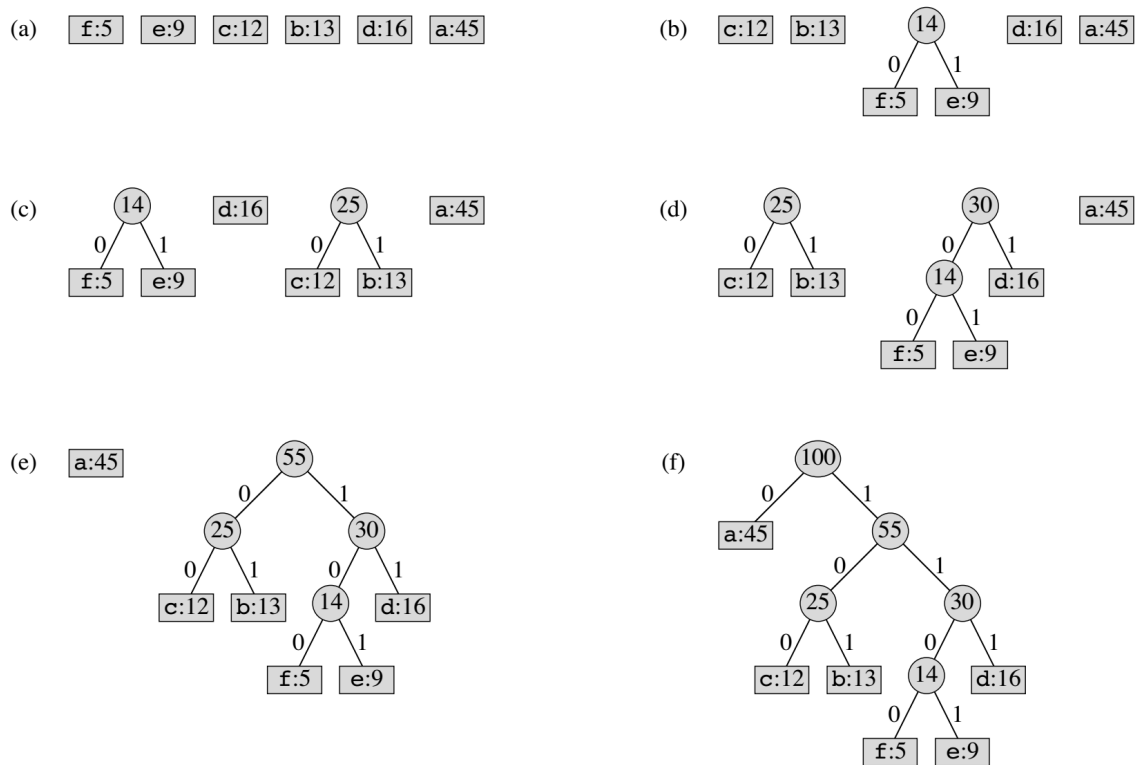 (a) f:5 e:9 c:12 b:13 d:16 a:45
(b) c:12 b:13 14 d:16 a:45
0 1
f:5 e:9
(c) 14 d:16 25 a:45
0 1 0 1
f:5 e:9 c:12 b:13
(d) 25 30 a:45
0 1 0 1
c:12 b:13 14 d:16
0 1
f:5 e:9
(e) a:45 55
0 1
25 30
0 1 0 1
c:12 b:13 14 d:16
0 1
f:5 e:9
(f) 100
0 1
a:45 55
0 1
25 30
0 1 0 1
c:12 b:13 14 d:16
0 1
f:5 e:9